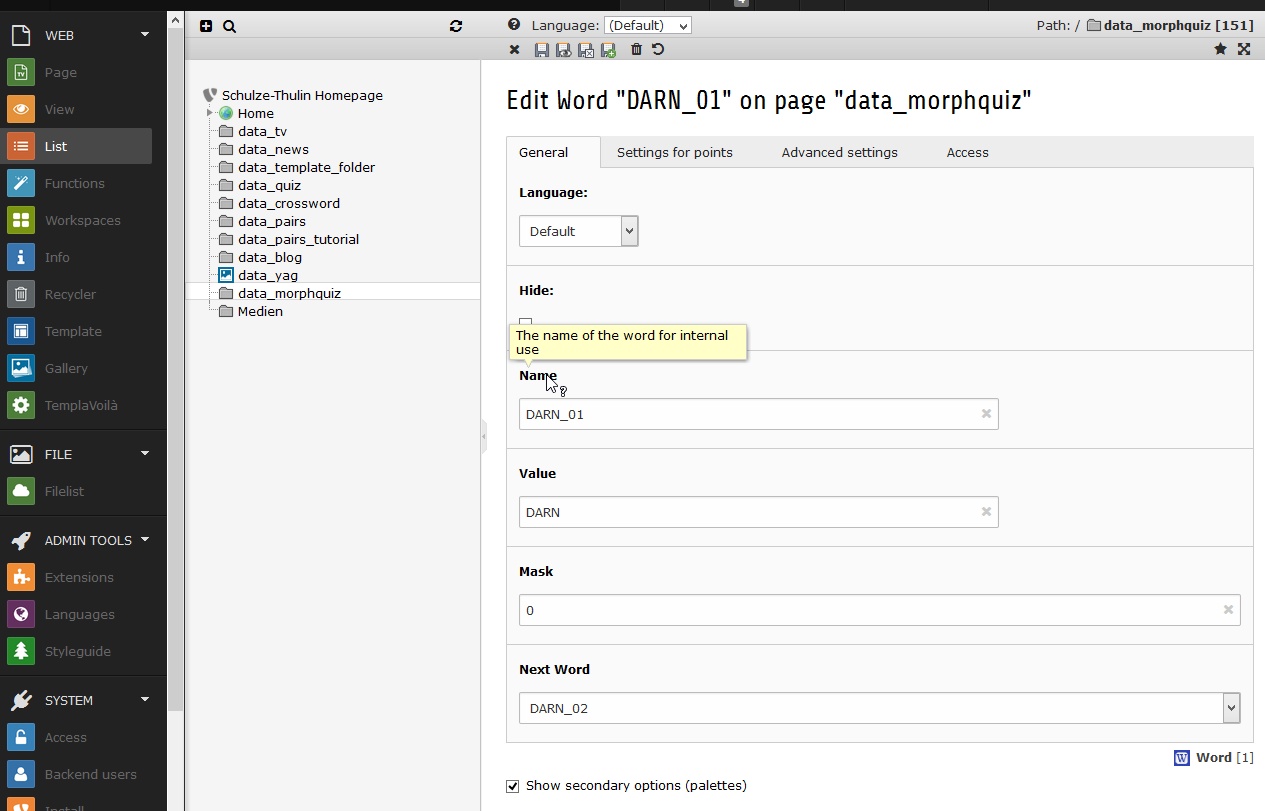 4
WEB
Page
View
List
Functions
Workspaces
Info
Recycler
Template
Gallery
TemplaVoilà
FILE
Filelist
ADMIN TOOLS
Extensions
Languages
Styleguide
SYSTEM
Access
Backend users
Install
Schulze-Thulin Homepage
Home
data_tv
data_news
data_template_folder
data_quiz
data_crossword
data_pairs
data_pairs_tutorial
data_blog
data_yag
data_morphquiz
Medien
Language: (Default)
Path: / data_morphquiz [151]
Edit Word "DARN_01" on page "data_morphquiz"
General Settings for points Advanced settings Access
Language:
Default
Hide:
The name of the word for internal
use
Name
DARN_01
Value
DARN
Mask
0
Next Word
DARN_02
Word [1]
Show secondary options (palettes)